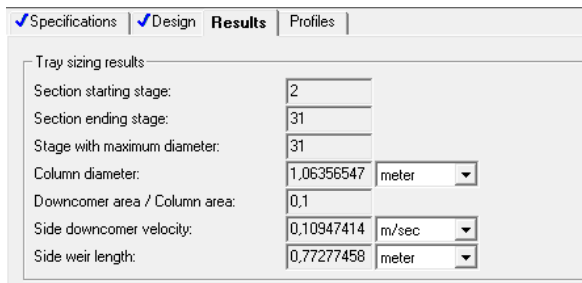 Specifications Design Results Profiles
Tray sizing results
Section starting stage: 2
Section ending stage: 31
Stage with maximum diameter: 31
Column diameter: 1,06356547 meter
Downcomer area / Column area: 0,1
Side downcomer velocity: 0,10947414 m/sec
Side weir length: 0,77277458 meter